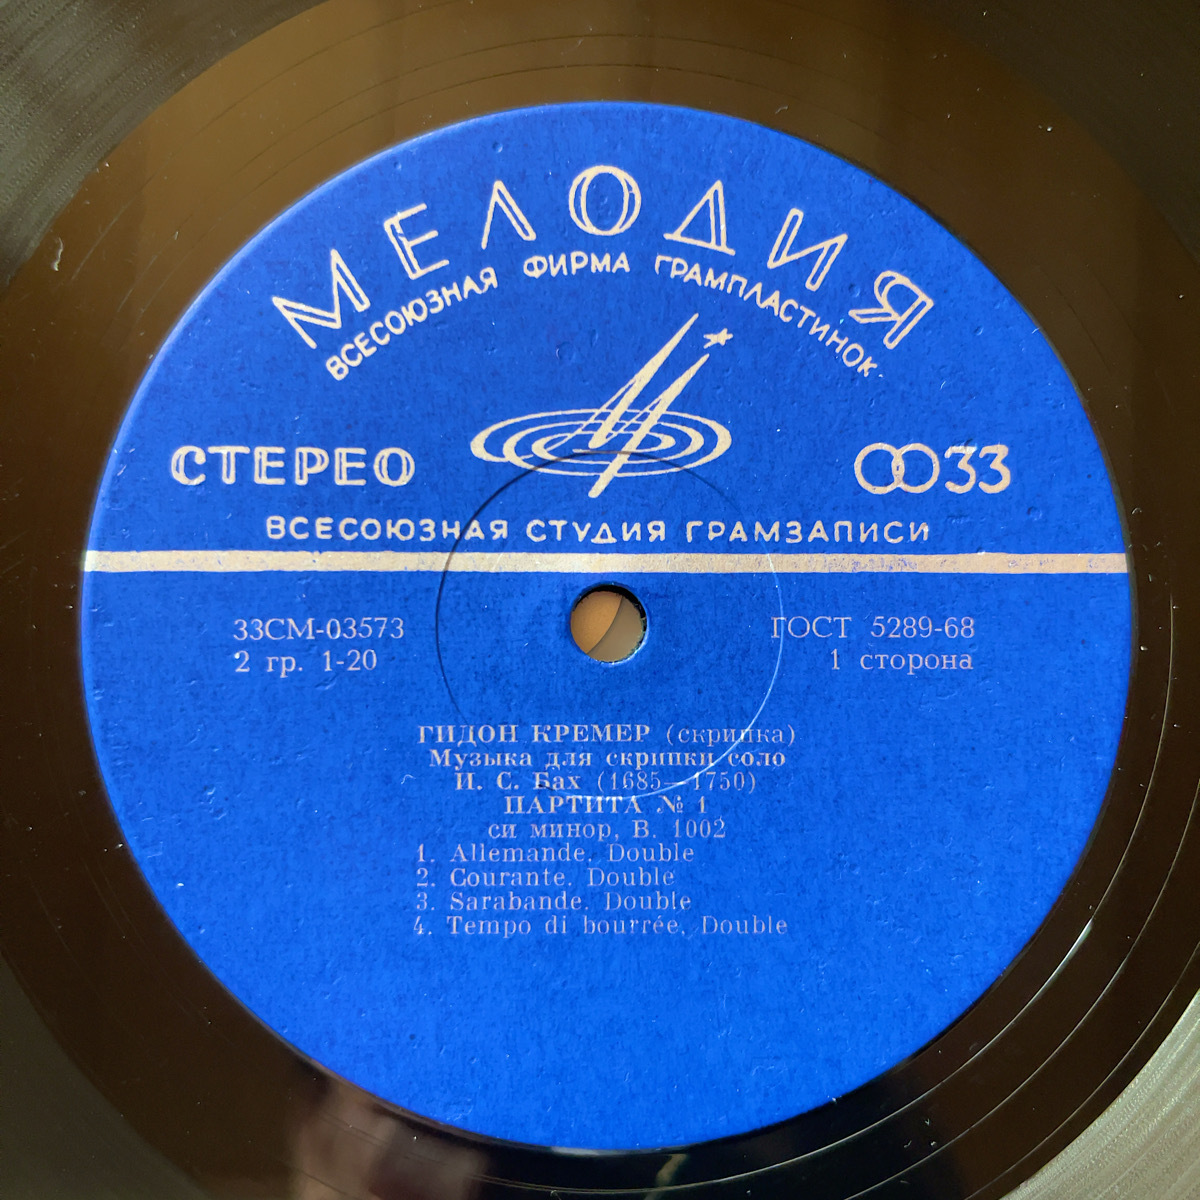 МЕЛОДИЯ
ВСЕСОЮЗНАЯ ФИРМА ГРАМПЛАСТИНОК
СТЕРЕО
33
ВСЕСОЮЗНАЯ СТУДИЯ ГРАМЗАПИСИ
33СМ-03573
ГОСТ 5289-68
2 гр. 1-20
1 сторона
ГИДОН КРЕМЕР (скрипка)
Музыка для скрипки соло
И. С. Бах (1685—1750)
ПАРТИТА № 1
си минор, В. 1002
1. Allemande. Double
2. Courante. Double
3. Sarabande. Double
4. Tempo di bourrée. Double